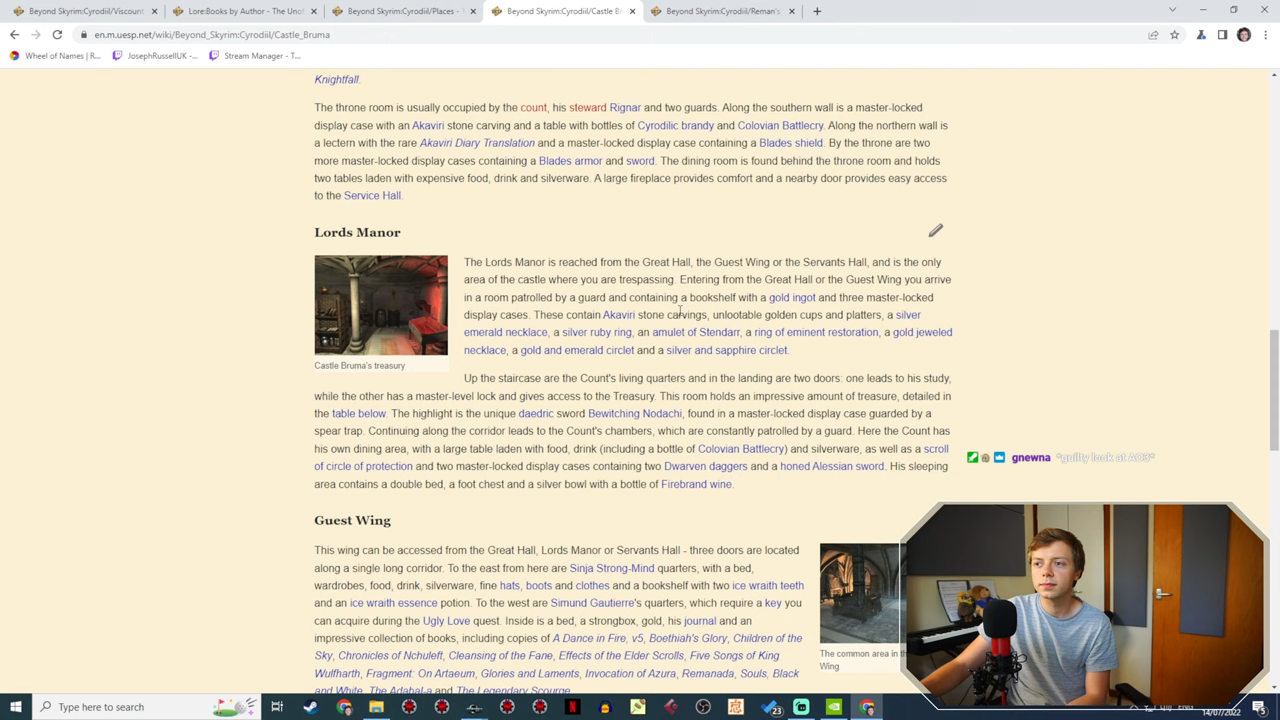 Beyond Skyrim:Cyrodiil/Viscount
Lore:Books by Author - The Uno
Beyond Skyrim:Cyrodiil/Places -
Beyond Skyrim:Cyrodiil/Castle Br
Beyond Skyrim:Cyrodiil/Reman's
en.m.uesp.net/wiki/Beyond_Skyrim:Cyrodiil/Castle_Bruma
Wheel of Names | R...
JosephRussellUK -...
Stream Manager - T...
Knightfall.
The throne room is usually occupied by the count, his steward Rignar and two guards. Along the southern wall is a master-locked
display case with an Akaviri stone carving and a table with bottles of Cyrodilic brandy and Colovian Battlecry. Along the northern wall is
a lectern with the rare Akaviri Diary Translation and a master-locked display case containing a Blades shield. By the throne are two
more master-locked display cases containing a Blades armor and sword. The dining room is found behind the throne room and holds
two tables laden with expensive food, drink and silverware. A large fireplace provides comfort and a nearby door provides easy access
to the Service Hall.
Lords Manor
The Lords Manor is reached from the Great Hall, the Guest Wing or the Servants Hall, and is the only
area of the castle where you are trespassing. Entering from the Great Hall or the Guest Wing you arrive
in a room patrolled by a guard and containing a bookshelf with a gold ingot and three master-locked
display cases. These contain Akaviri stone carvings, unlootable golden cups and platters, a silver
emerald necklace, a silver ruby ring, an amulet of Stendarr, a ring of eminent restoration, a gold jeweled
necklace, a gold and emerald circlet and a silver and sapphire circlet.
Castle Bruma's treasury
Up the staircase are the Count's living quarters and in the landing are two doors: one leads to his study,
while the other has a master-level lock and gives access to the Treasury. This room holds an impressive amount of treasure, detailed in
the table below. The highlight is the unique daedric sword Bewitching Nodachi, found in a master-locked display case guarded by a
spear trap. Continuing along the corridor leads to the Count's chambers, which are constantly patrolled by a guard. Here the Count has
his own dining area, with a large table laden with food, drink (including a bottle of Colovian Battlecry) and silverware, as well as a scroll
of circle of protection and two master-locked display cases containing two Dwarven daggers and a honed Alessian sword. His sleeping
area contains a double bed, a foot chest and a silver bowl with a bottle of Firebrand wine.
gnewna *guilty look at AO3*
Guest Wing
This wing can be accessed from the Great Hall, Lords Manor or Servants Hall - three doors are located
along a single long corridor. To the east from here are Sinja Strong-Mind quarters, with a bed,
wardrobes, food, drink, silverware, fine hats, boots and clothes and a bookshelf with two ice wraith teeth
and an ice wraith essence potion. To the west are Simund Gautierre's quarters, which require a key you
can acquire during the Ugly Love quest. Inside is a bed, a strongbox, gold, his journal and an
impressive collection of books, including copies of A Dance in Fire, v5, Boethiah's Glory, Children of the
Sky, Chronicles of Nchuleft, Cleansing of the Fane, Effects of the Elder Scrolls, Five Songs of King
Wulfharth, Fragment: On Artaeum, Glories and Laments, Invocation of Azura, Remanada, Souls, Black
and White, The Adabal-a and The Legendary Scourge.
The common area in th
Wing
Type here to search
23
14/07/2022